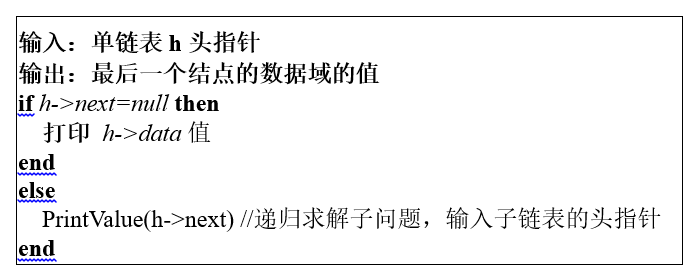 输入：单链表 h 头指针
输出：最后一个结点的数据域的值
if h->next=null then
打印 h->data 值
end
else
PrintValue(h->next) //递归求解子问题，输入子链表的头指针
end